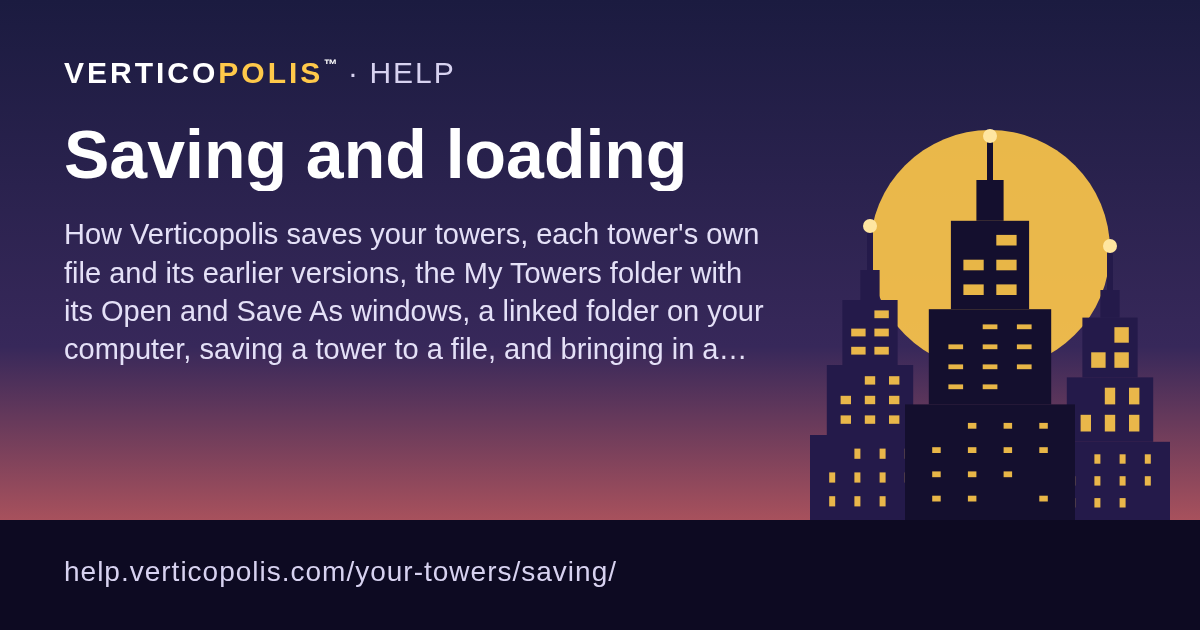 VERTICOPOLIS™ · HELP
Saving and loading
How Verticopolis saves your towers, each tower's own
file and its earlier versions, the My Towers folder with
its Open and Save As windows, a linked folder on your
computer, saving a tower to a file, and bringing in a…
help.verticopolis.com/your-towers/saving/